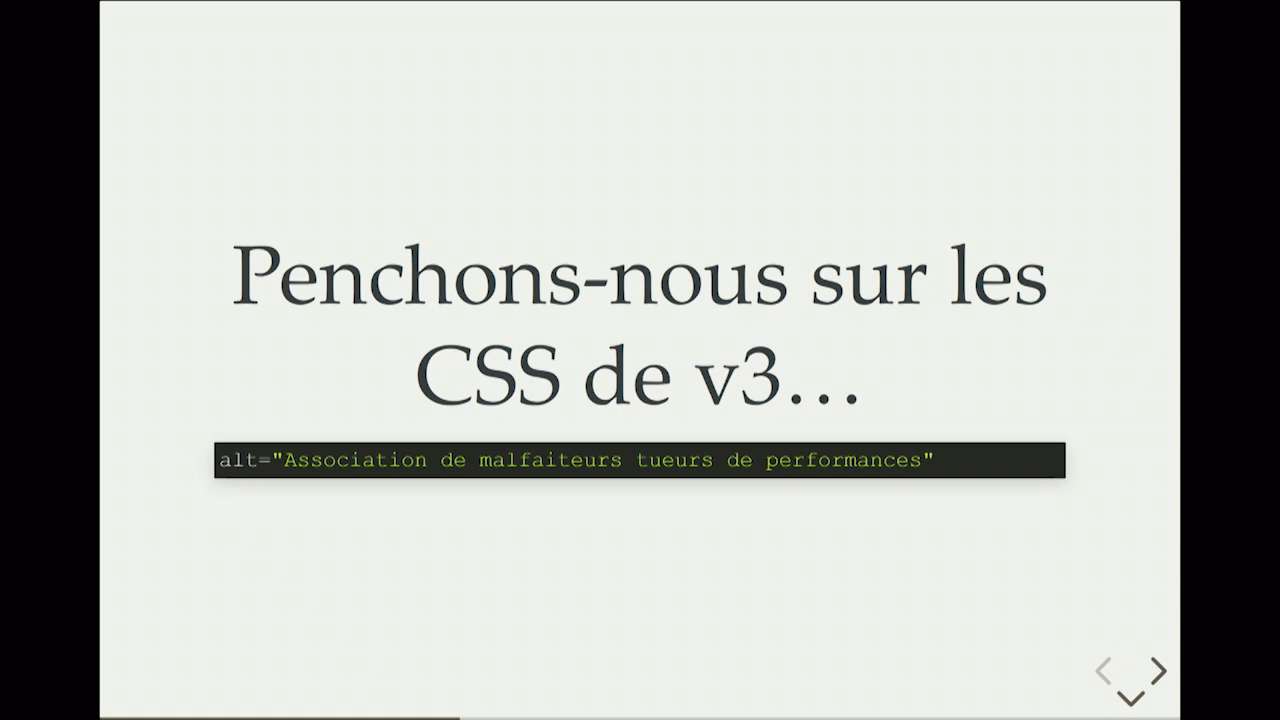 Penchons-nous sur les
CSS de v3…
alt="Association de malfaiteurs tueurs de performances"